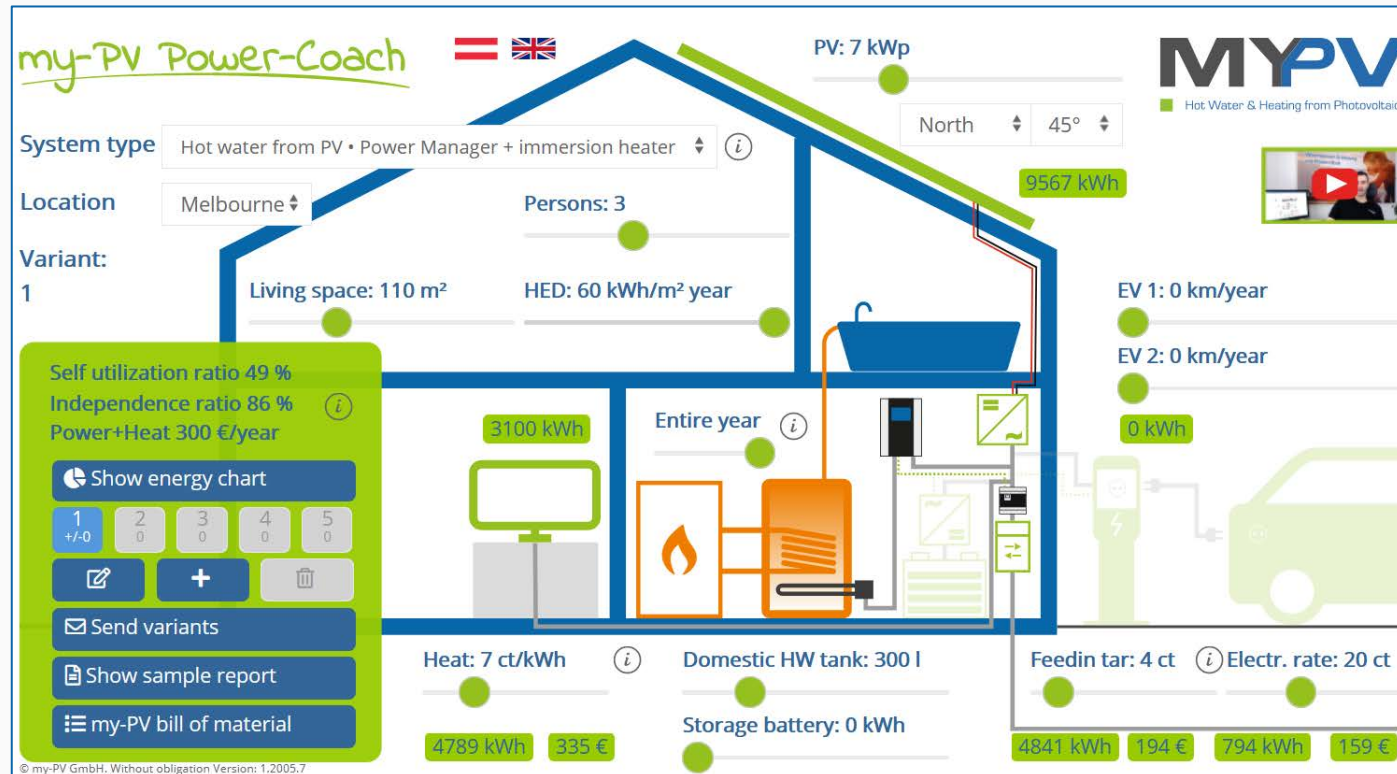 my-PV Power-Coach
PV: 7 kWp
MYPV
Hot Water & Heating from Photovoltaic
North
45°
System type
Hot water from PV • Power Manager + immersion heater
i
9567 kWh
Location
Melbourne
Persons: 3
Variant:
1
Living space: 110 m²
HED: 60 kWh/m² year
EV 1: 0 km/year
EV 2: 0 km/year
0 kWh
Self utilization ratio 49 %
Independence ratio 86 %
i
Power+Heat 300 €/year
3100 kWh
Entire year
i
Show energy chart
1
+/-0
2
0
3
0
4
0
5
0
+
Send variants
Show sample report
my-PV bill of material
Heat: 7 ct/kWh
i
Domestic HW tank: 300 l
Feedin tar: 4 ct
i
Electr. rate: 20 ct
Storage battery: 0 kWh
4789 kWh
335 €
4841 kWh
194 €
794 kWh
159 €
© my-PV GmbH. Without obligation Version: 1.2005.7